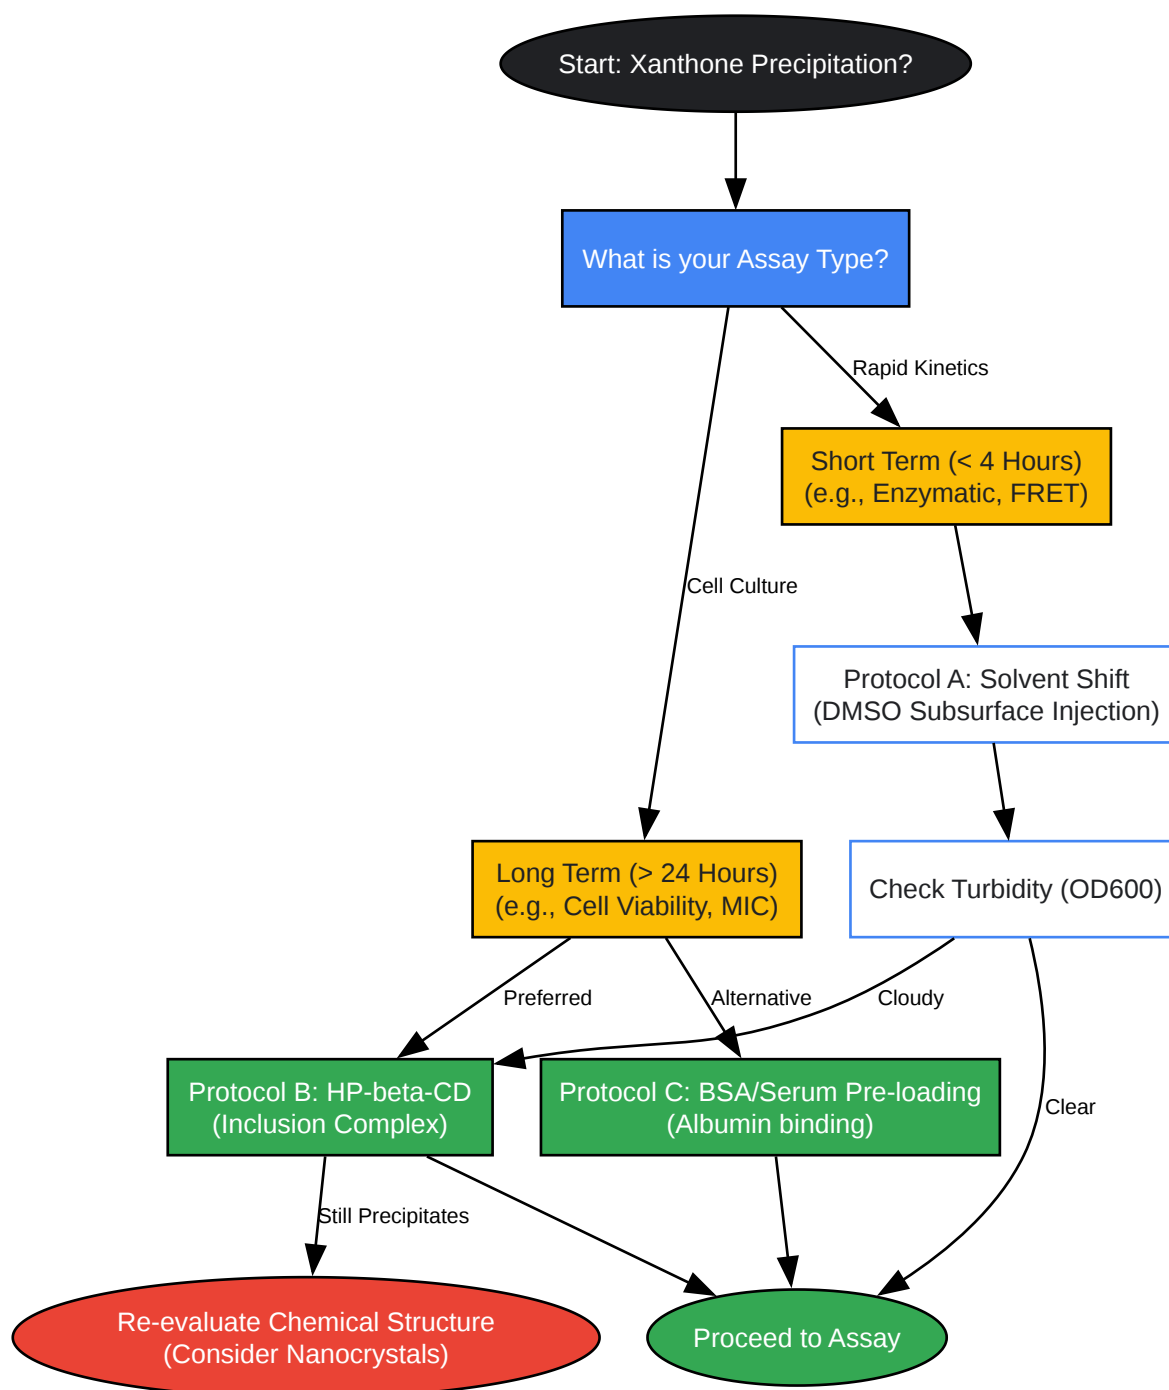 Start: Xanthone Precipitation?
What is your Assay Type?
Rapid Kinetics
Short Term (< 4 Hours)
(e.g., Enzymatic, FRET)
Cell Culture
Protocol A: Solvent Shift
(DMSO Subsurface Injection)
Long Term (> 24 Hours)
(e.g., Cell Viability, MIC)
Check Turbidity (OD600)
Preferred
Alternative
Cloudy
Protocol B: HP-beta-CD
(Inclusion Complex)
Protocol C: BSA/Serum Pre-loading
(Albumin binding)
Clear
Still Precipitates
Re-evaluate Chemical Structure
(Consider Nanocrystals)
Proceed to Assay